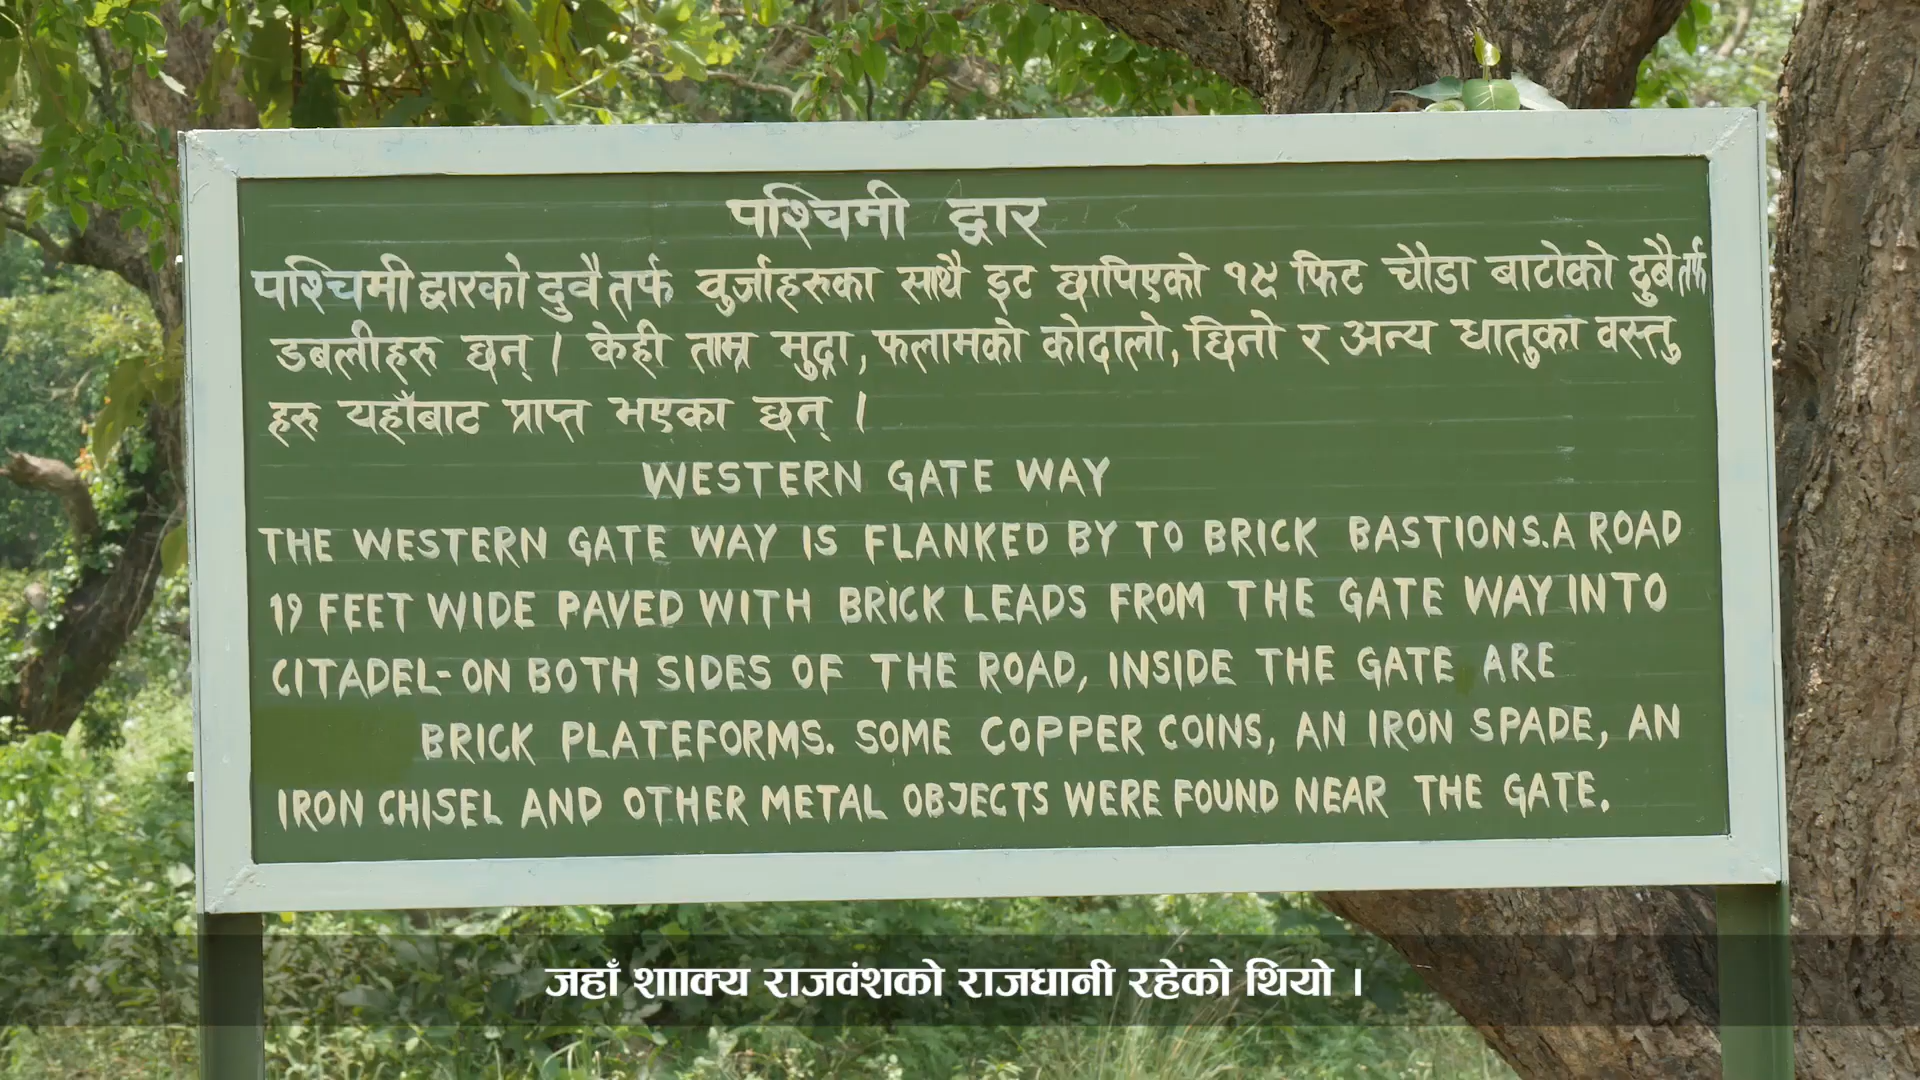 पश्चिमी द्वार
पश्चिमी द्वारको दुवै तर्फ वुर्जाहरुका साथै इट छापिएको १९ फिट चौडा बाटोको दुबै तर्फ
डबलीहरु छन् । केही ताम्र मुद्रा, फलामको कोदालो, छिनो र अन्य धातुका वस्तु
हरु यहाँबाट प्राप्त भएका छन् ।
WESTERN GATE WAY
THE WESTERN GATE WAY IS FLANKED BY TO BRICK BASTIONS.A ROAD
19 FEET WIDE PAVED WITH BRICK LEADS FROM THE GATE WAY INTO
CITADEL-ON BOTH SIDES OF THE ROAD, INSIDE THE GATE ARE
BRICK PLATEFORMS. SOME COPPER COINS, AN IRON SPADE, AN
IRON CHISEL AND OTHER METAL OBJECTS WERE FOUND NEAR THE GATE.
जहाँ शााक्य राजवंशको राजधानी रहेको थियो ।